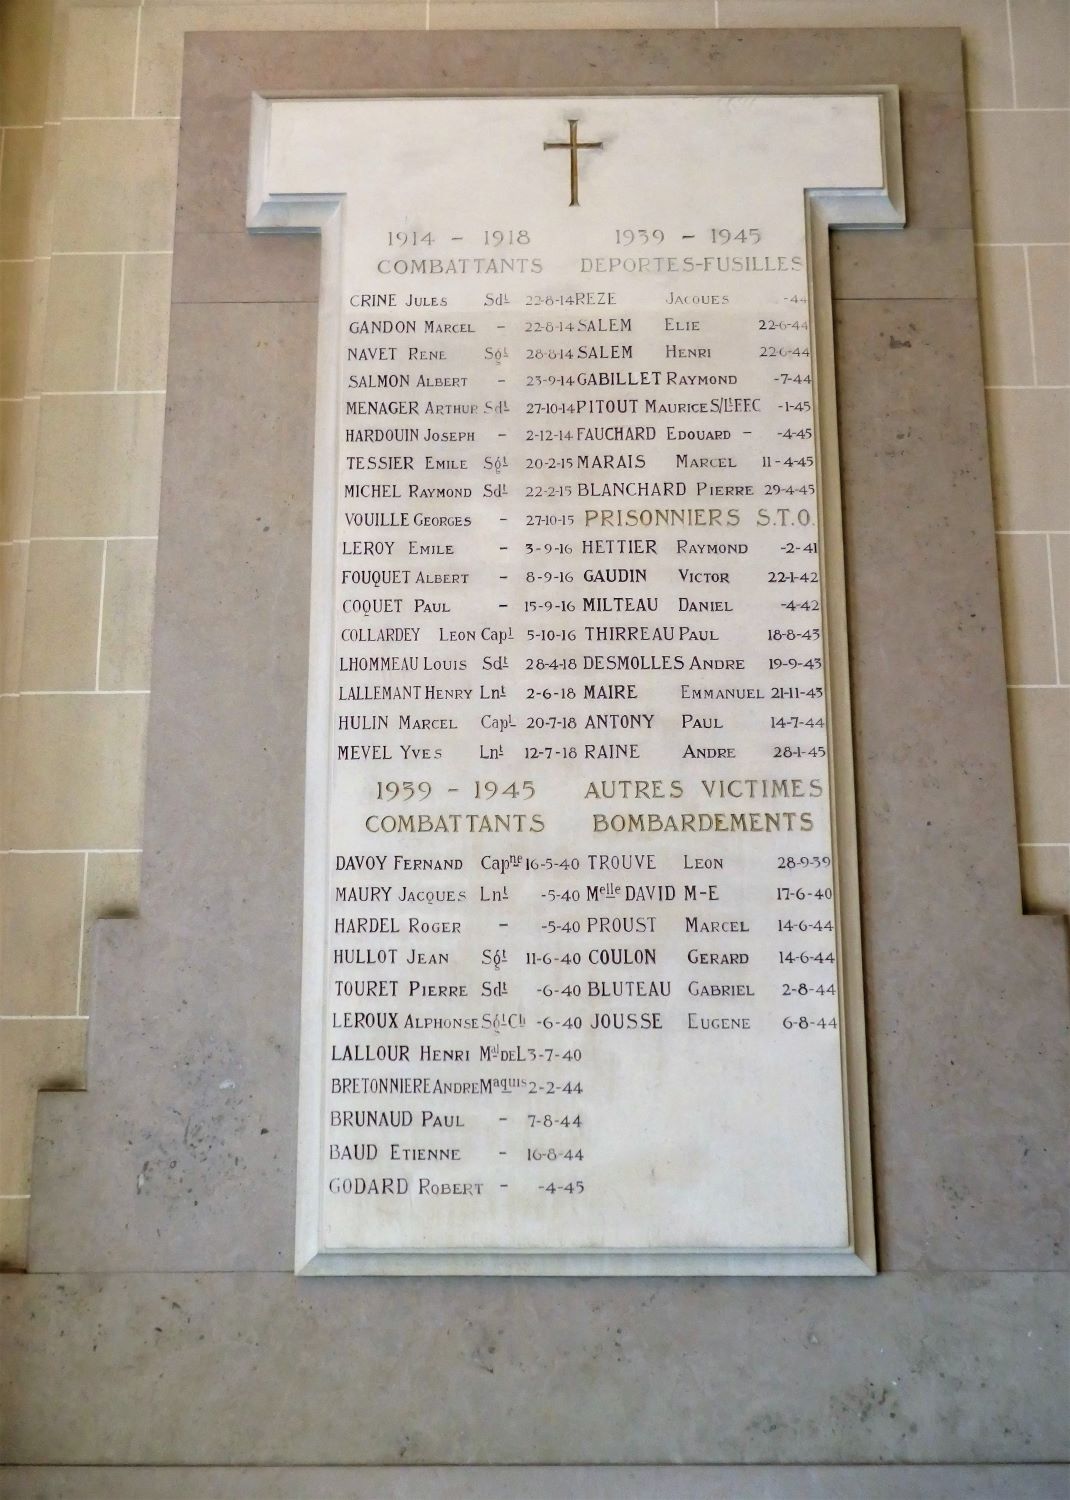 1914 - 1918
COMBATTANTS
CRINE JULES Sdt 22-8-14
GANDON MARCEL - 22-8-14
NAVET RENE Sgt 28-8-14
SALMON ALBERT - 23-9-14
MENAGER ARTHUR Sdt 27-10-14
HARDOUIN JOSEPH - 2-12-14
TESSIER EMILE Sgt 20-2-15
MICHEL RAYMOND Sdt 22-2-15
VOUILLE GEORGES - 27-10-15
LEROY EMILE - 3-9-16
FOUQUET ALBERT - 8-9-16
COQUET PAUL - 15-9-16
COLLARDEY LEON Capl 5-10-16
LHOMMEAU LOUIS Sdt 28-4-18
LALLEMANT HENRY Lnt 2-6-18
HULIN MARCEL Capl 20-7-18
MEVEL YVES Lnt 12-7-18
1939 - 1945
COMBATTANTS
DAVOY FERNAND Capne 16-5-40
MAURY JACQUES Lnt -5-40
HARDEL ROGER - -5-40
HULLOT JEAN Sgt 11-6-40
TOURET PIERRE Sdt -6-40
LEROUX ALPHONSE Sgt Ch -6-40
LALLOUR HENRI Mal DE L 3-7-40
BRETONNIERE ANDRE Maquis 2-2-44
BRUNAUD PAUL - 7-8-44
BAUD ETIENNE - 16-8-44
GODARD ROBERT - -4-45
1939 - 1945
DEPORTES-FUSILLES
REZE JACQUES -44
SALEM ELIE 22-6-44
SALEM HENRI 22-6-44
GABILLET RAYMOND -7-44
PITOUT MAURICE -1-45
FAUCHARD EDOUARD - -4-45
MARAIS MARCEL 11-4-45
BLANCHARD PIERRE 29-4-45
PRISONNIERS S.T.O.
HETTIER RAYMOND -2-41
GAUDIN VICTOR 22-1-42
MILTEAU DANIEL -4-42
THIRREAU PAUL 18-8-43
DESMOLLES ANDRE 19-9-43
MAIRE EMMANUEL 21-11-43
ANTONY PAUL 14-7-44
RAINE ANDRE 28-1-45
AUTRES VICTIMES
BOMBARDEMENTS
TROUVE LEON 28-9-39
Melle DAVID M-E 17-6-40
PROUST MARCEL 14-6-44
COULON GERARD 14-6-44
BLUTEAU GABRIEL 2-8-44
JOUSSE EUGENE 6-8-44